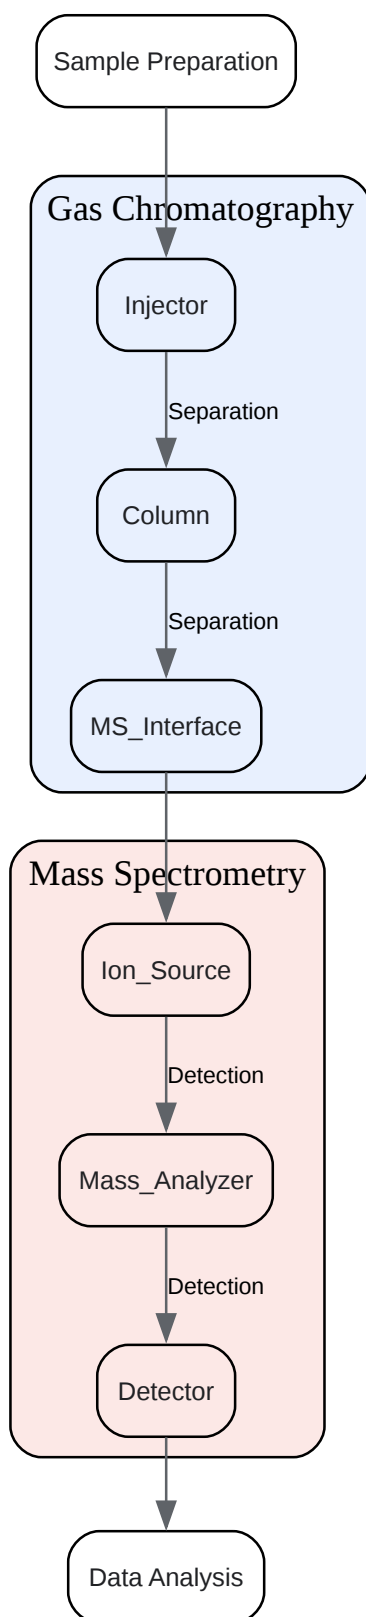 Sample Preparation
Gas Chromatography
Injector
Separation
Column
Separation
MS_Interface
Mass Spectrometry
Ion_Source
Detection
Mass_Analyzer
Detection
Detector
Data Analysis